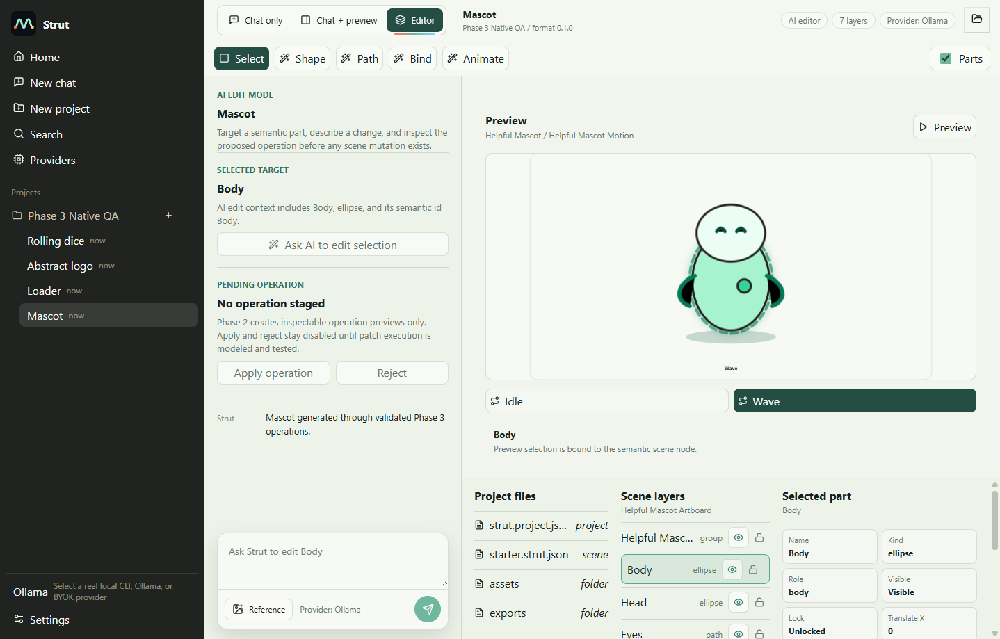 Strut
Home
New chat
New project
Search
Providers
Projects
Phase 3 Native QA +
Rolling dice now
Abstract logo now
Loader now
Mascot now
Ollama
Select a real local CLI, Ollama, or
BYOK provider
Settings
Chat only
Chat + preview
Editor
Mascot
Phase 3 Native QA / format 0.1.0
AI editor
7 layers
Provider: Ollama
Select
Shape
Path
Bind
Animate
Parts
AI EDIT MODE
Mascot
Target a semantic part, describe a change, and inspect the
proposed operation before any scene mutation exists.
SELECTED TARGET
Body
AI edit context includes Body, ellipse, and its semantic id
Body.
Ask AI to edit selection
PENDING OPERATION
No operation staged
Phase 2 creates inspectable operation previews only.
Apply and reject stay disabled until patch execution is
modeled and tested.
Apply operation
Reject
Strut
Mascot generated through validated Phase 3
operations.
Ask Strut to edit Body
Reference
Provider: Ollama
Preview
Helpful Mascot / Helpful Mascot Motion
Preview
Wave
Idle
Wave
Body
Preview selection is bound to the semantic scene node.
Project files
strut.project.js... project
starter.strut.json scene
assets folder
exports folder
Scene layers
Helpful Mascot Artboard
Helpful Masc... group
Body ellipse
Head ellipse
Eyes path
Selected part
Body
Name
Body
Kind
ellipse
Role
body
Visible
Visible
Lock
Unlocked
Translate X
0